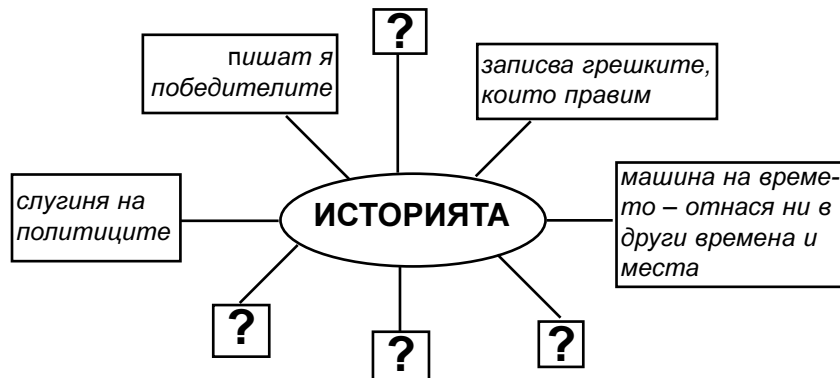 ?
пишат я
победителите
записва грешките,
които правим
слугиня на
политиците
ИСТОРИЯТА
машина на време-
то – отнася ни в
други времена и
места
?
?
?